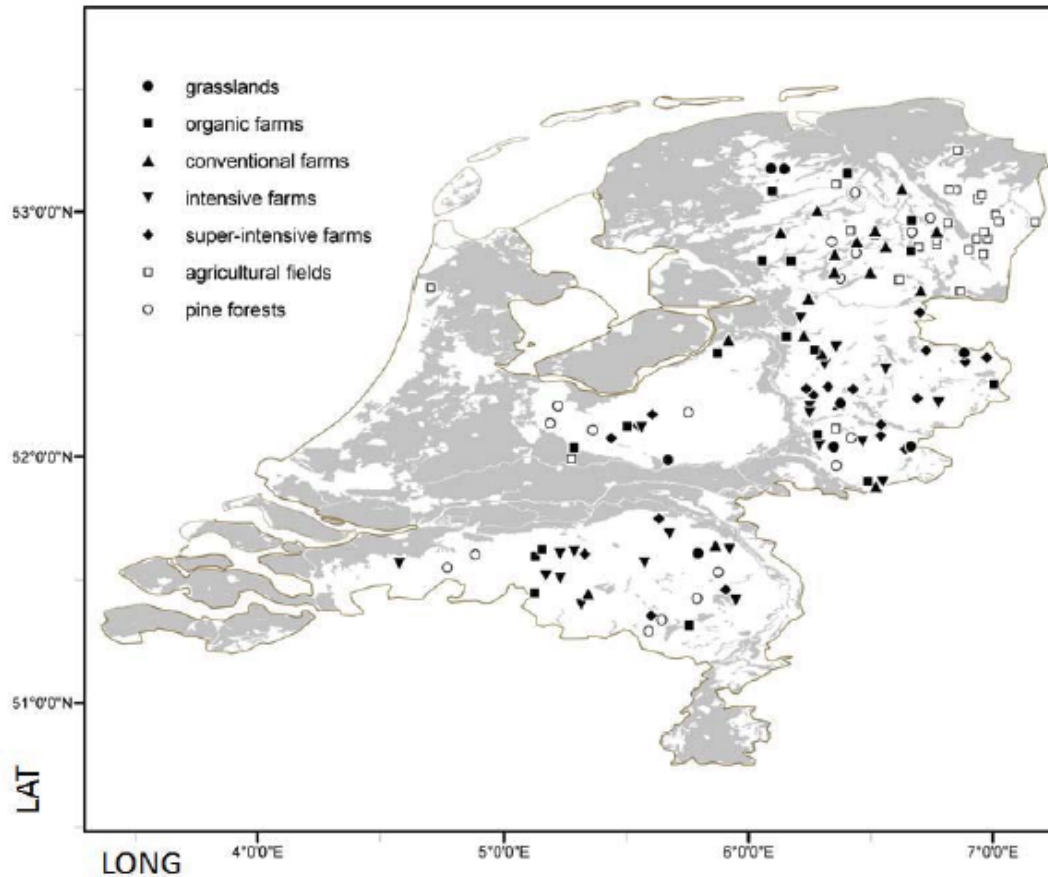 grasslands
organic farms
conventional farms
intensive farms
super-intensive farms
agricultural fields
pine forests
53°0'0"N
52°0'0"N
51°0'0"N
LAT
4°0'0"E
5°0'0"E
6°0'0"E
7°0'0"E
LONG